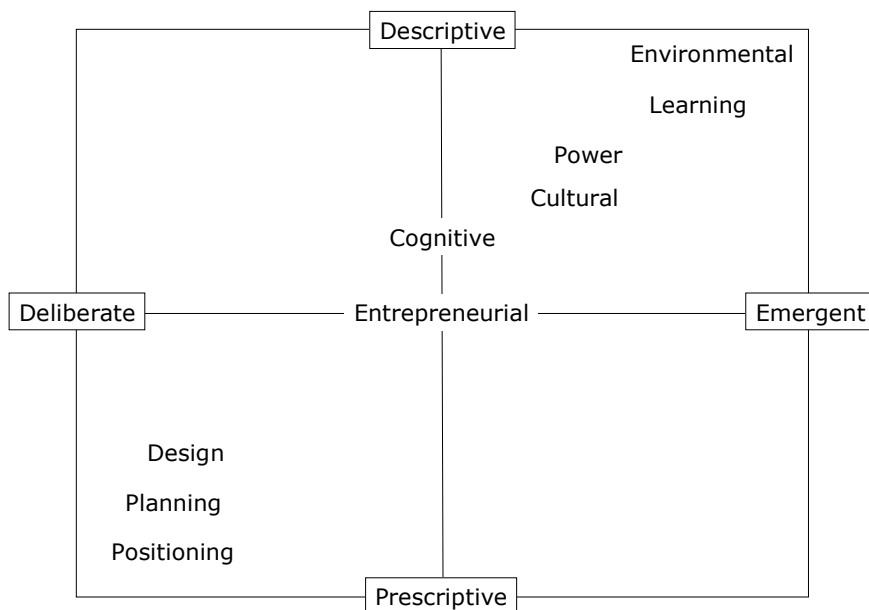 Descriptive
Environmental
Learning
Power
Cultural
Cognitive
Deliberate
Entrepreneurial
Emergent
Design
Planning
Positioning
Prescriptive